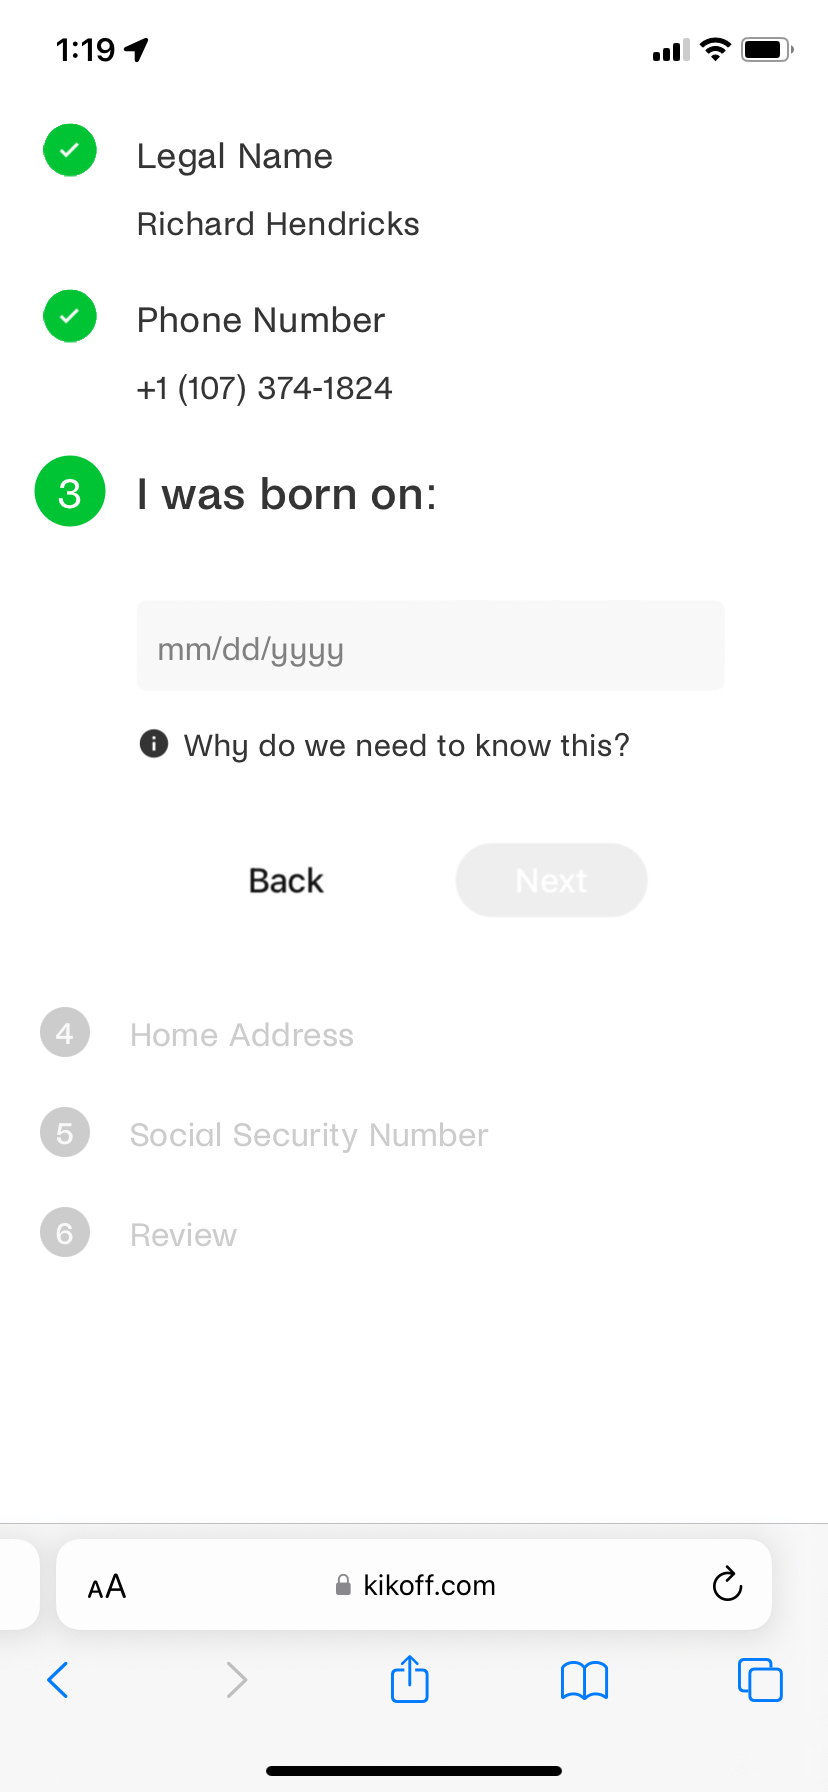 1:19
Legal Name
Richard Hendricks
Phone Number
+1 (107) 374-1824
3 I was born on:
mm/dd/yyyy
Why do we need to know this?
Back Next
4 Home Address
5 Social Security Number
6 Review
AA kikoff.com